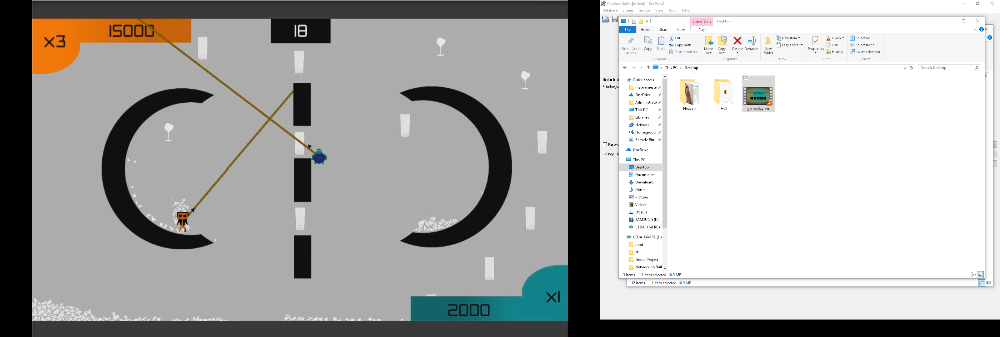 15000
x3
18
2000
x1
Database.kdbx [locked] - KeePassX
Database Entries Groups View Tools Help
Video Tools Desktop
File Home Share View Play
Pin to Quick access
Copy
Paste
Cut
Copy path
Paste shortcut
Clipboard
Move to
Copy to
Delete
Rename
Organize
New folder
New item
Easy access
New
Properties
Open
Edit
History
Open
Select all
Select none
Invert selection
Select
This PC > Desktop
Search Desktop
Unlock d
F:/other/Ke
Passwo
Key Fil
Quick access
first-semester
OneDrive
Administrato
This PC
Libraries
Network
Homegroup
Recycle Bin
OneDrive
This PC
Desktop
Documents
Downloads
Music
Pictures
Videos
OS (C:)
SAMSUNG (D:)
CEDA_X64FRE (F
CEDA_X64FRE (F:)
boot
efi
Group Project
Networking Buil
Heaven
Hell
gameplay.avi
3 items 1 item selected 10.9 MB
12 items 1 item selected 10.9 MB